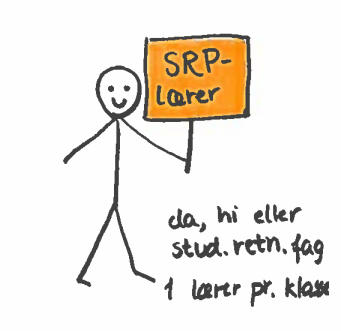 SRP-
lærer
da, hi eller
stud.retn.fag
1 lærer pr. klasse